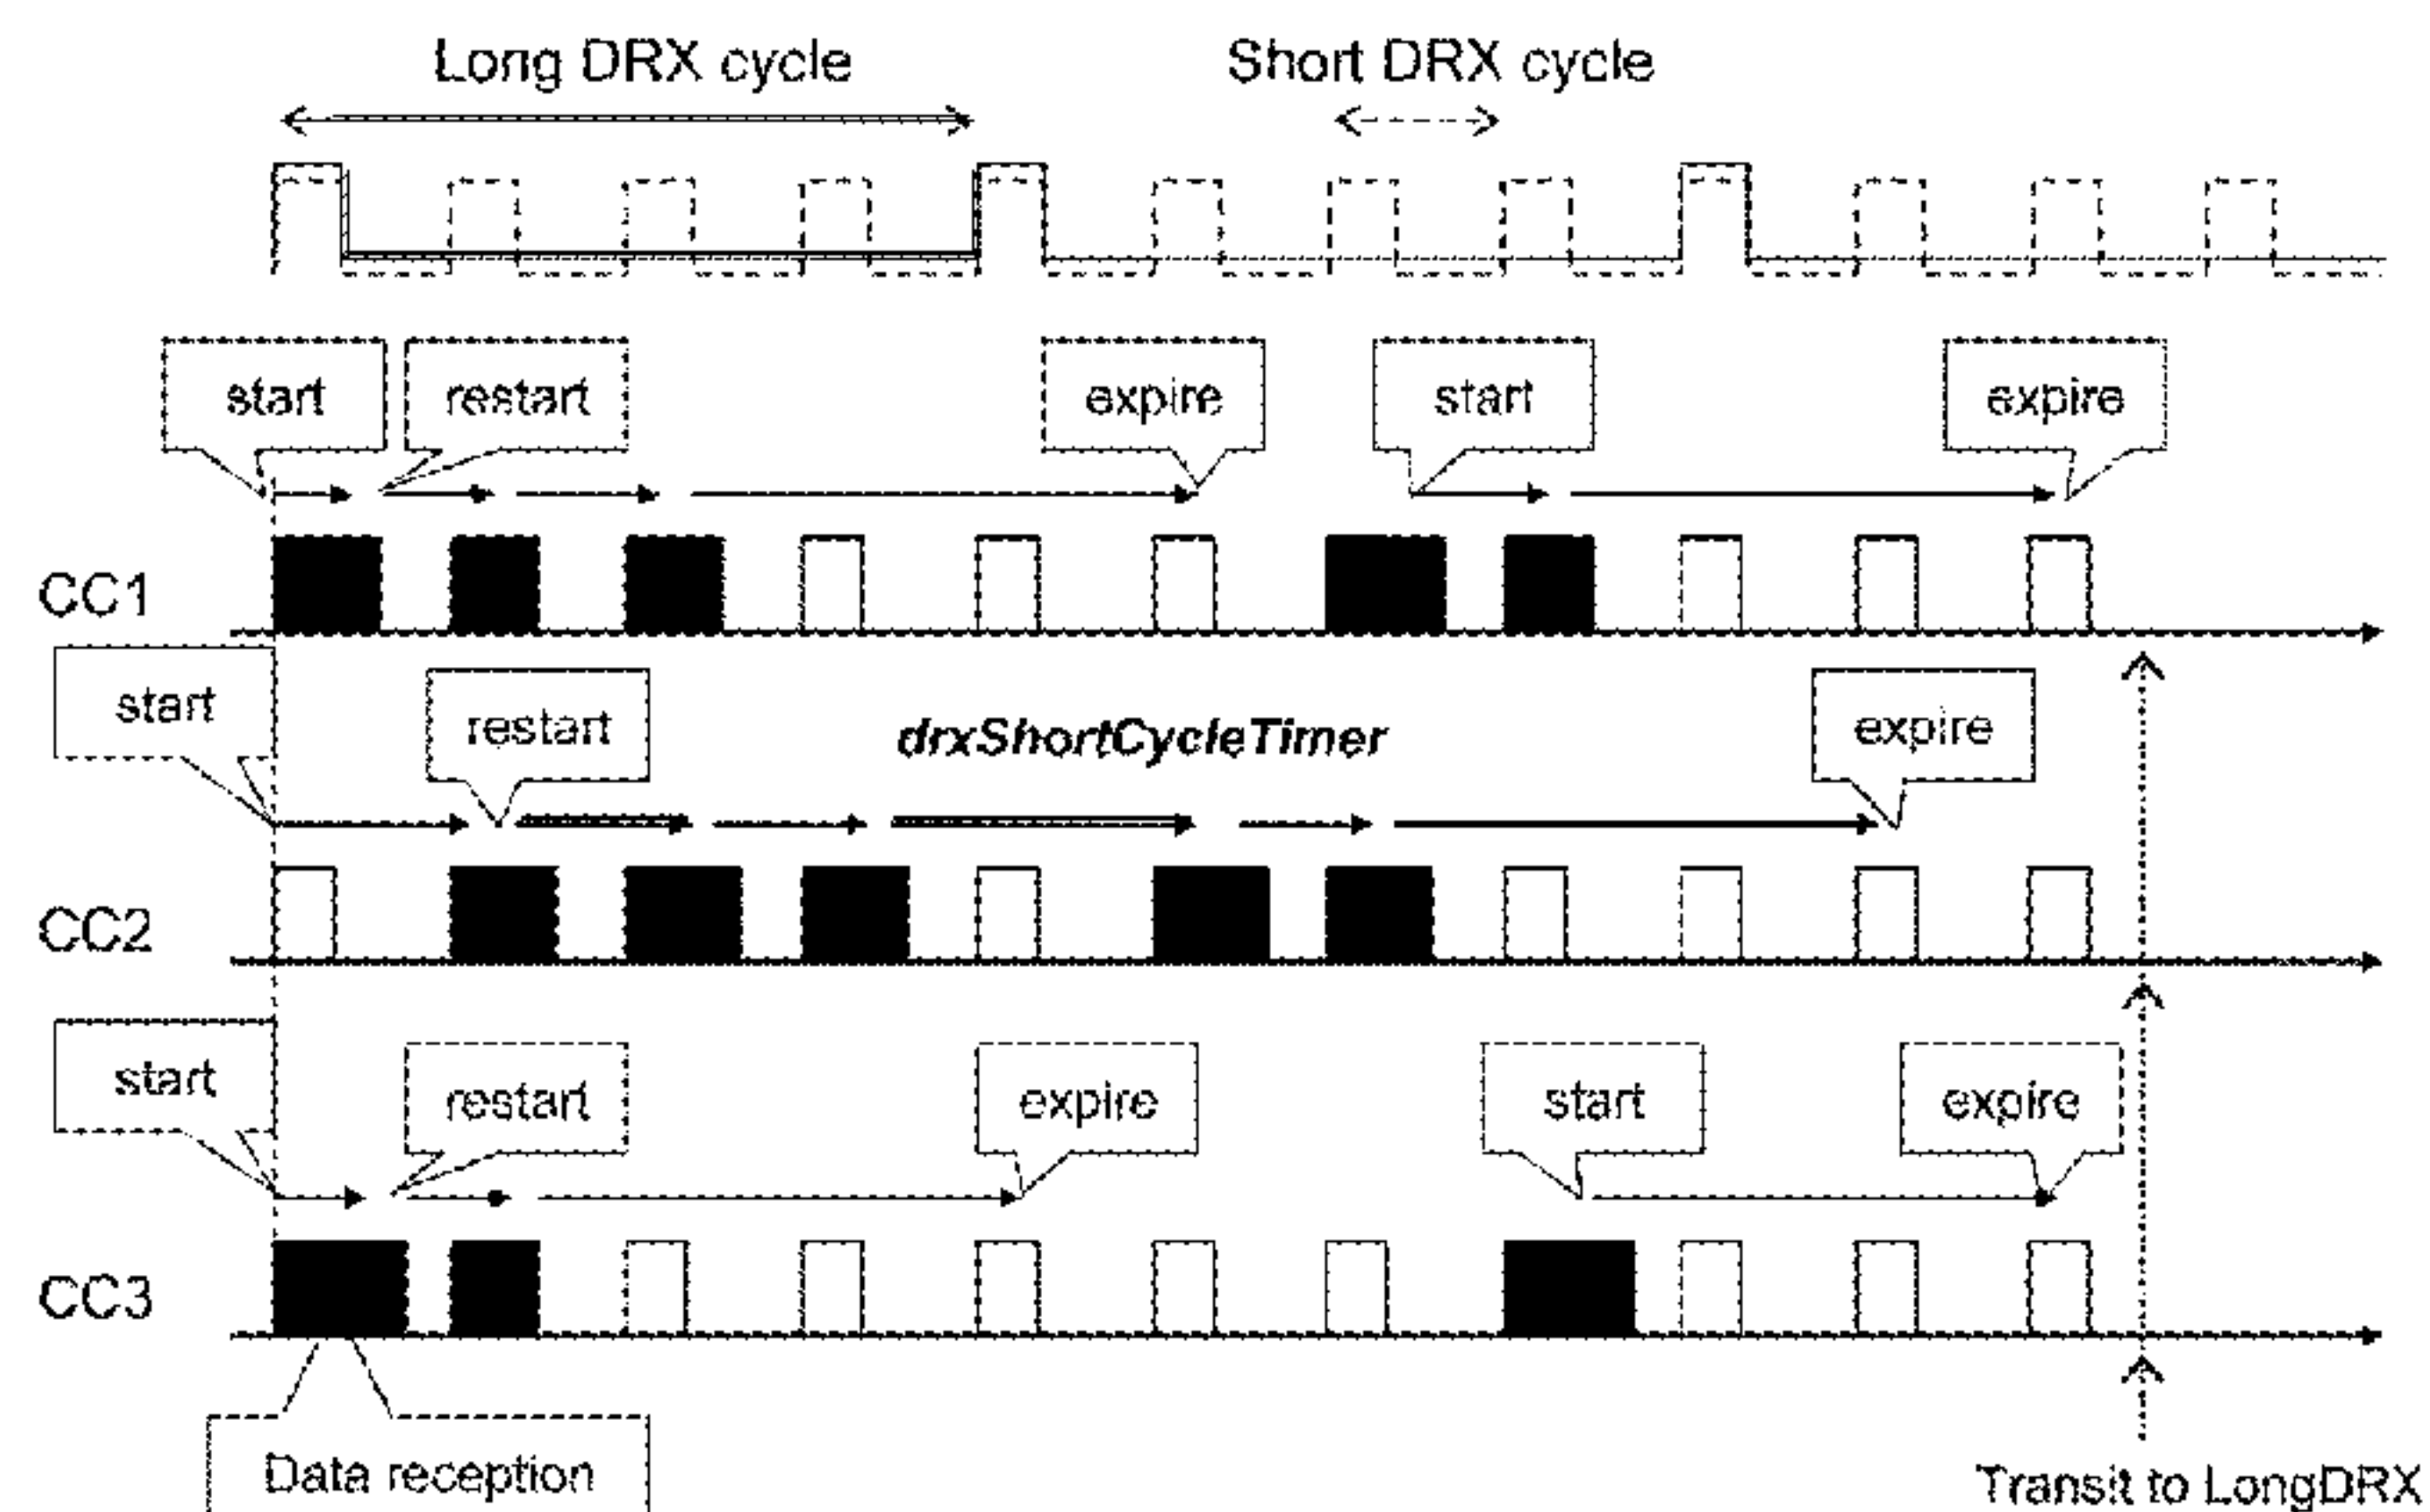 Long DRX cycle
Short DRX cycle
start
restart
expire
start
expire
CC1
start
restart
drxShortCycleTimer
expire
CC2
start
restart
expire
start
expire
CC3
Data reception
Transit to LongDRX